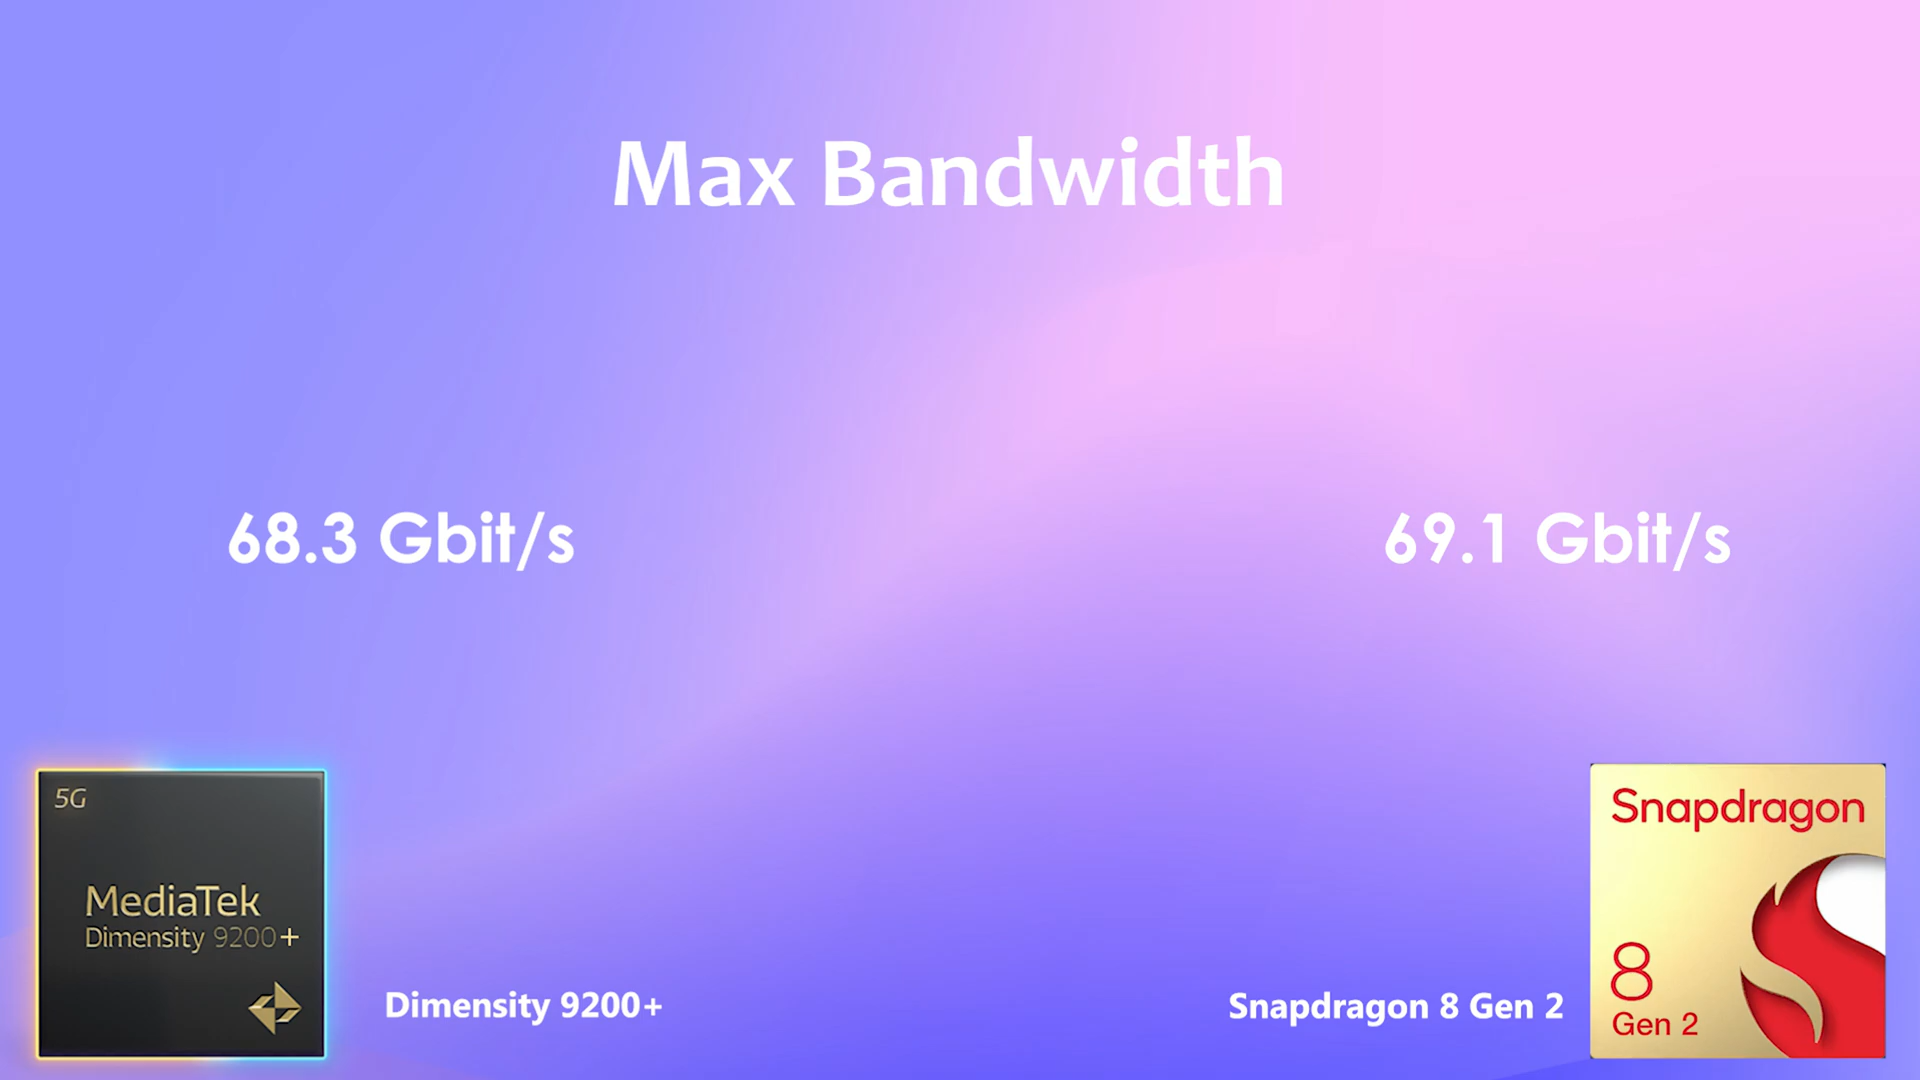 Max Bandwidth
68.3 Gbit/s
69.1 Gbit/s
5G
MediaTek
Dimensity 9200+
Dimensity 9200+
Snapdragon 8 Gen 2
Snapdragon
8
Gen 2